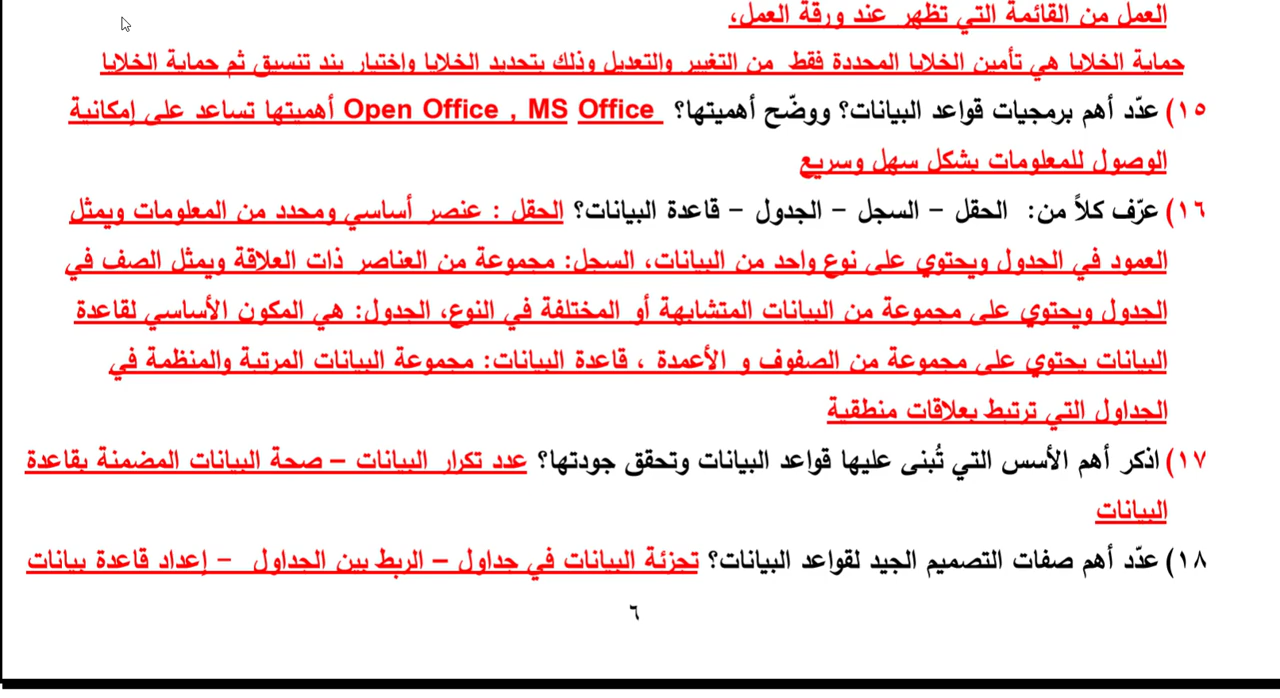 العمل من القائمة التي تظهر عند ورقة العمل،
حماية الخلايا هي تأمين الخلايا المحددة فقط من التغيير والتعديل وذلك بتحديد الخلايا واختيار بند تنسيق ثم حماية الخلايا
١٥) عدّد أهم برمجيات قواعد البيانات؟ ووضّح أهميتها؟ Open Office , MS Office أهميتها تساعد على إمكانية
الوصول للمعلومات بشكل سهل وسريع
١٦) عرّف كلاً من: الحقل – السجل – الجدول – قاعدة البيانات؟ الحقل : عنصر أساسي ومحدد من المعلومات ويمثل
العمود في الجدول ويحتوي على نوع واحد من البيانات، السجل: مجموعة من العناصر ذات العلاقة ويمثل الصف في
الجدول ويحتوي على مجموعة من البيانات المتشابهة أو المختلفة في النوع، الجدول: هي المكون الأساسي لقاعدة
البيانات يحتوي على مجموعة من الصفوف و الأعمدة ، قاعدة البيانات: مجموعة البيانات المرتبة والمنظمة في
الجداول التي ترتبط بعلاقات منطقية
١٧) اذكر أهم الأسس التي تُبنى عليها قواعد البيانات وتحقق جودتها؟ عدد تكرار البيانات – صحة البيانات المضمنة بقاعدة
البيانات
١٨) عدّد أهم صفات التصميم الجيد لقواعد البيانات؟ تجزئة البيانات في جداول – الربط بين الجداول – إعداد قاعدة بيانات
٦